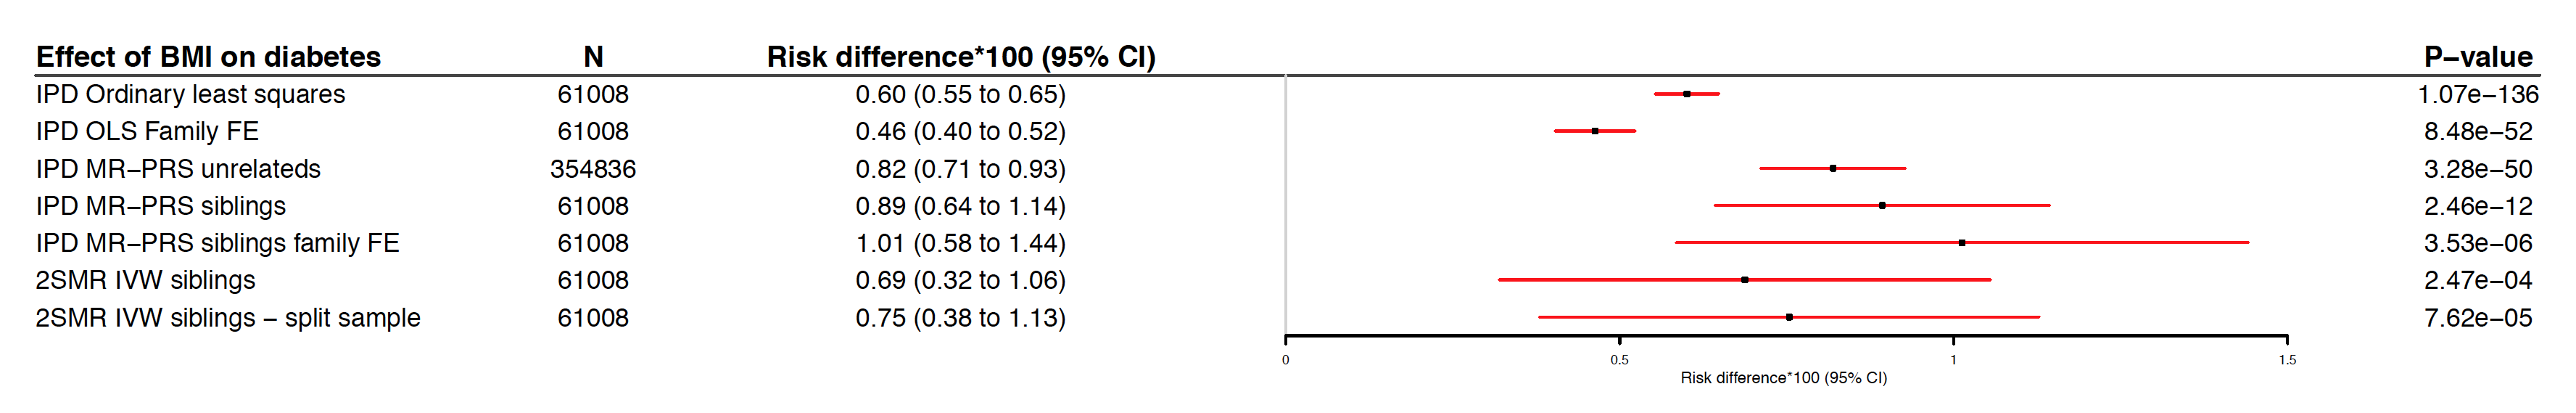 Effect of BMI on diabetes N Risk difference*100 (95% CI) P−value
IPD Ordinary least squares 61008 0.60 (0.55 to 0.65) 1.07e−136
IPD OLS Family FE 61008 0.46 (0.40 to 0.52) 8.48e−52
IPD MR−PRS unrelateds 354836 0.82 (0.71 to 0.93) 3.28e−50
IPD MR−PRS siblings 61008 0.89 (0.64 to 1.14) 2.46e−12
IPD MR−PRS siblings family FE 61008 1.01 (0.58 to 1.44) 3.53e−06
2SMR IVW siblings 61008 0.69 (0.32 to 1.06) 2.47e−04
2SMR IVW siblings − split sample 61008 0.75 (0.38 to 1.13) 7.62e−05
0 0.5 1 1.5
Risk difference*100 (95% CI)